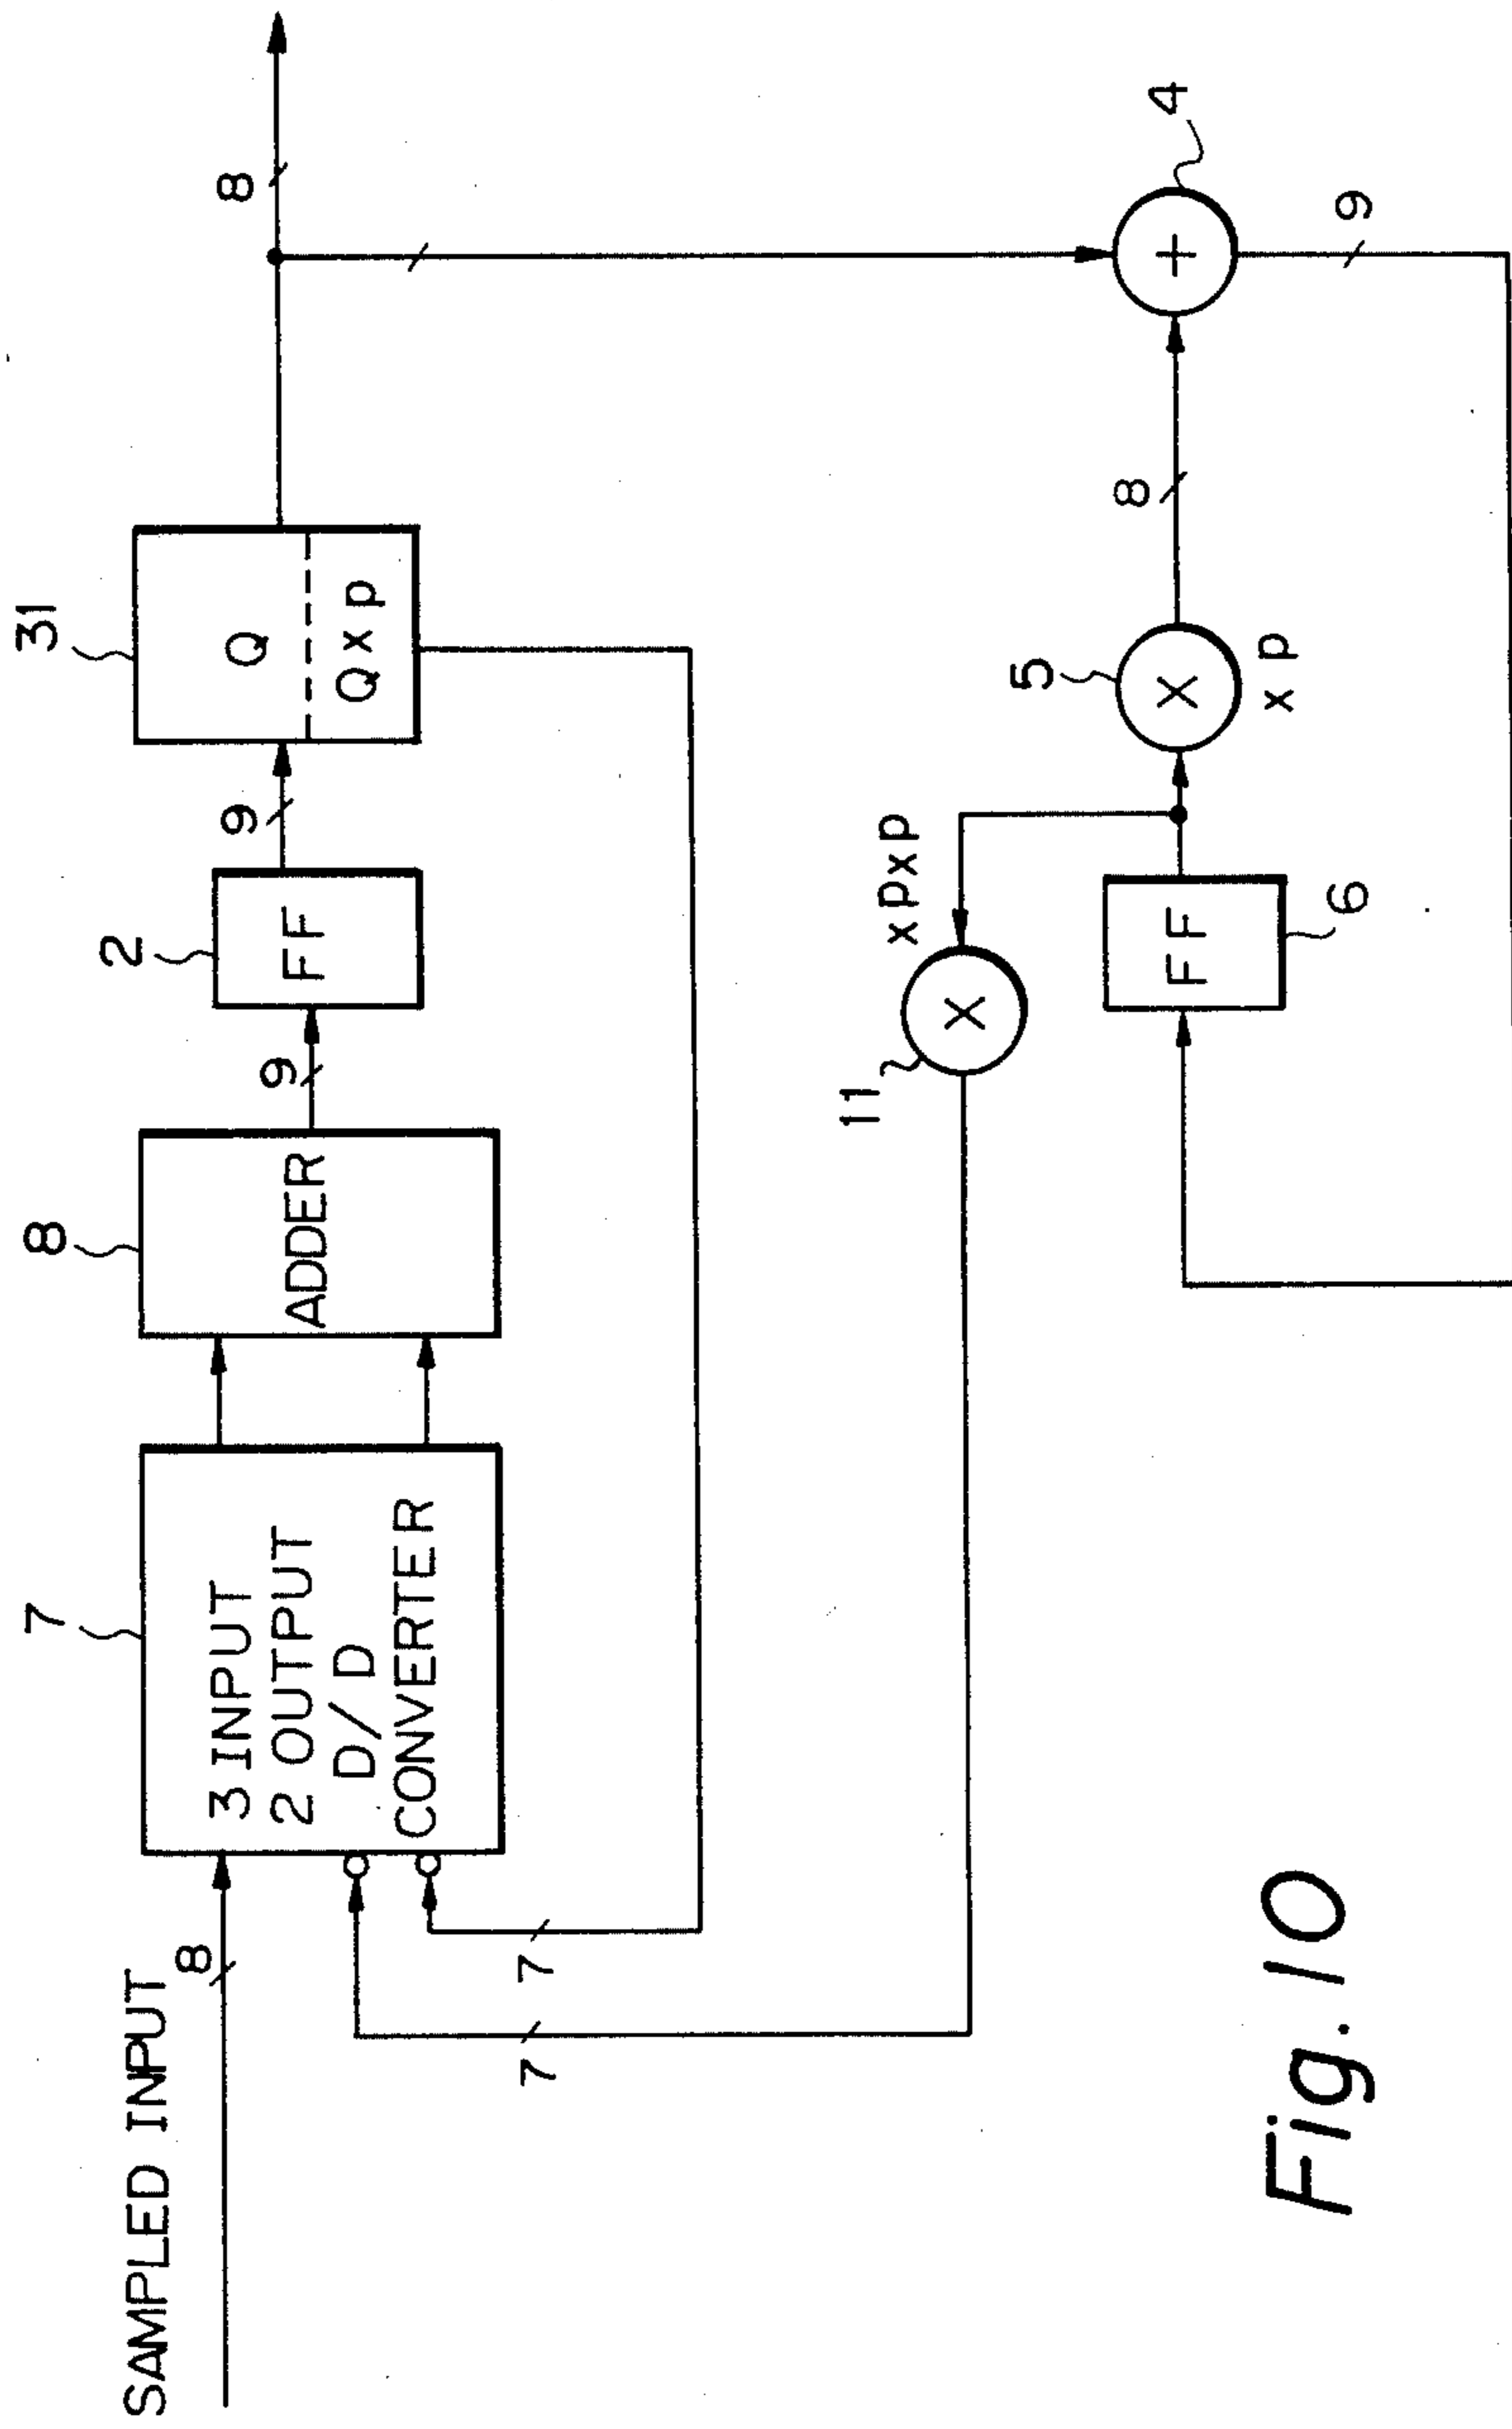 SAMPLED INPUT
8
7
3 INPUT
2 OUTPUT
D/D
CONVERTER
7
7
8
ADDER
9
2
FF
9
31
Q
Q x p
8
11
x p x p
FF
6
5
X
x p
X
8
4
+
9
Fig. 10